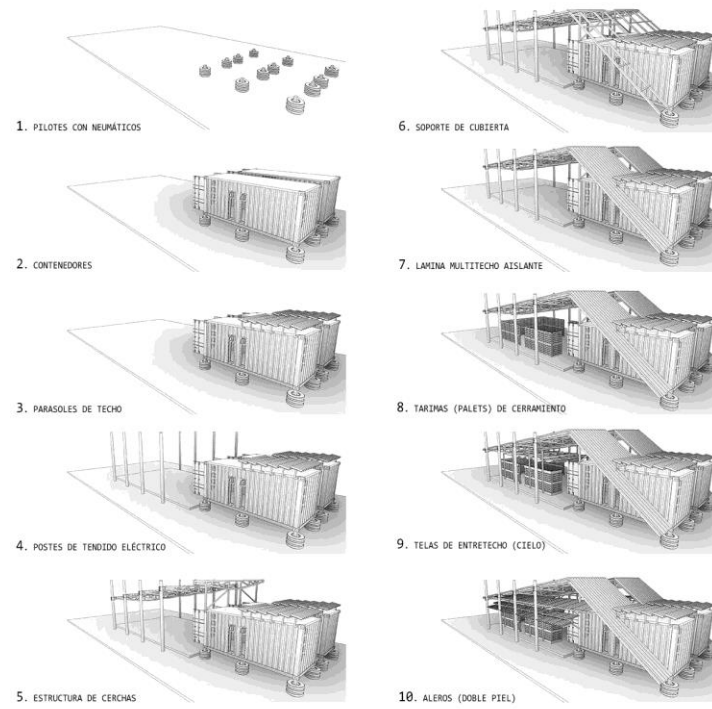 1. PILOTES CON NEUMÁTICOS
2. CONTENEDORES
3. PARASOLES DE TECHO
4. POSTES DE TENDIDO ELÉCTRICO
5. ESTRUCTURA DE CERCHAS
6. SOPORTE DE CUBIERTA
7. LAMINA MULTITECHO AISLANTE
8. TARIMAS (PALETS) DE CERRAMIENTO
9. TELAS DE ENTRETECHO (CIELO)
10. ALEROS (DOBLE PIEL)